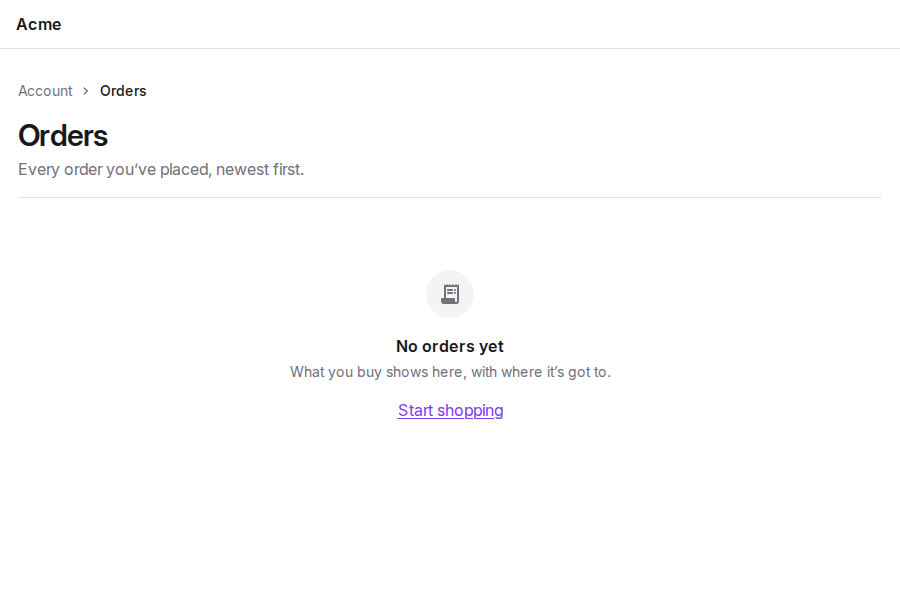 Acme
Account > Orders
Orders
Every order you've placed, newest first.
No orders yet
What you buy shows here, with where it's got to.
Start shopping